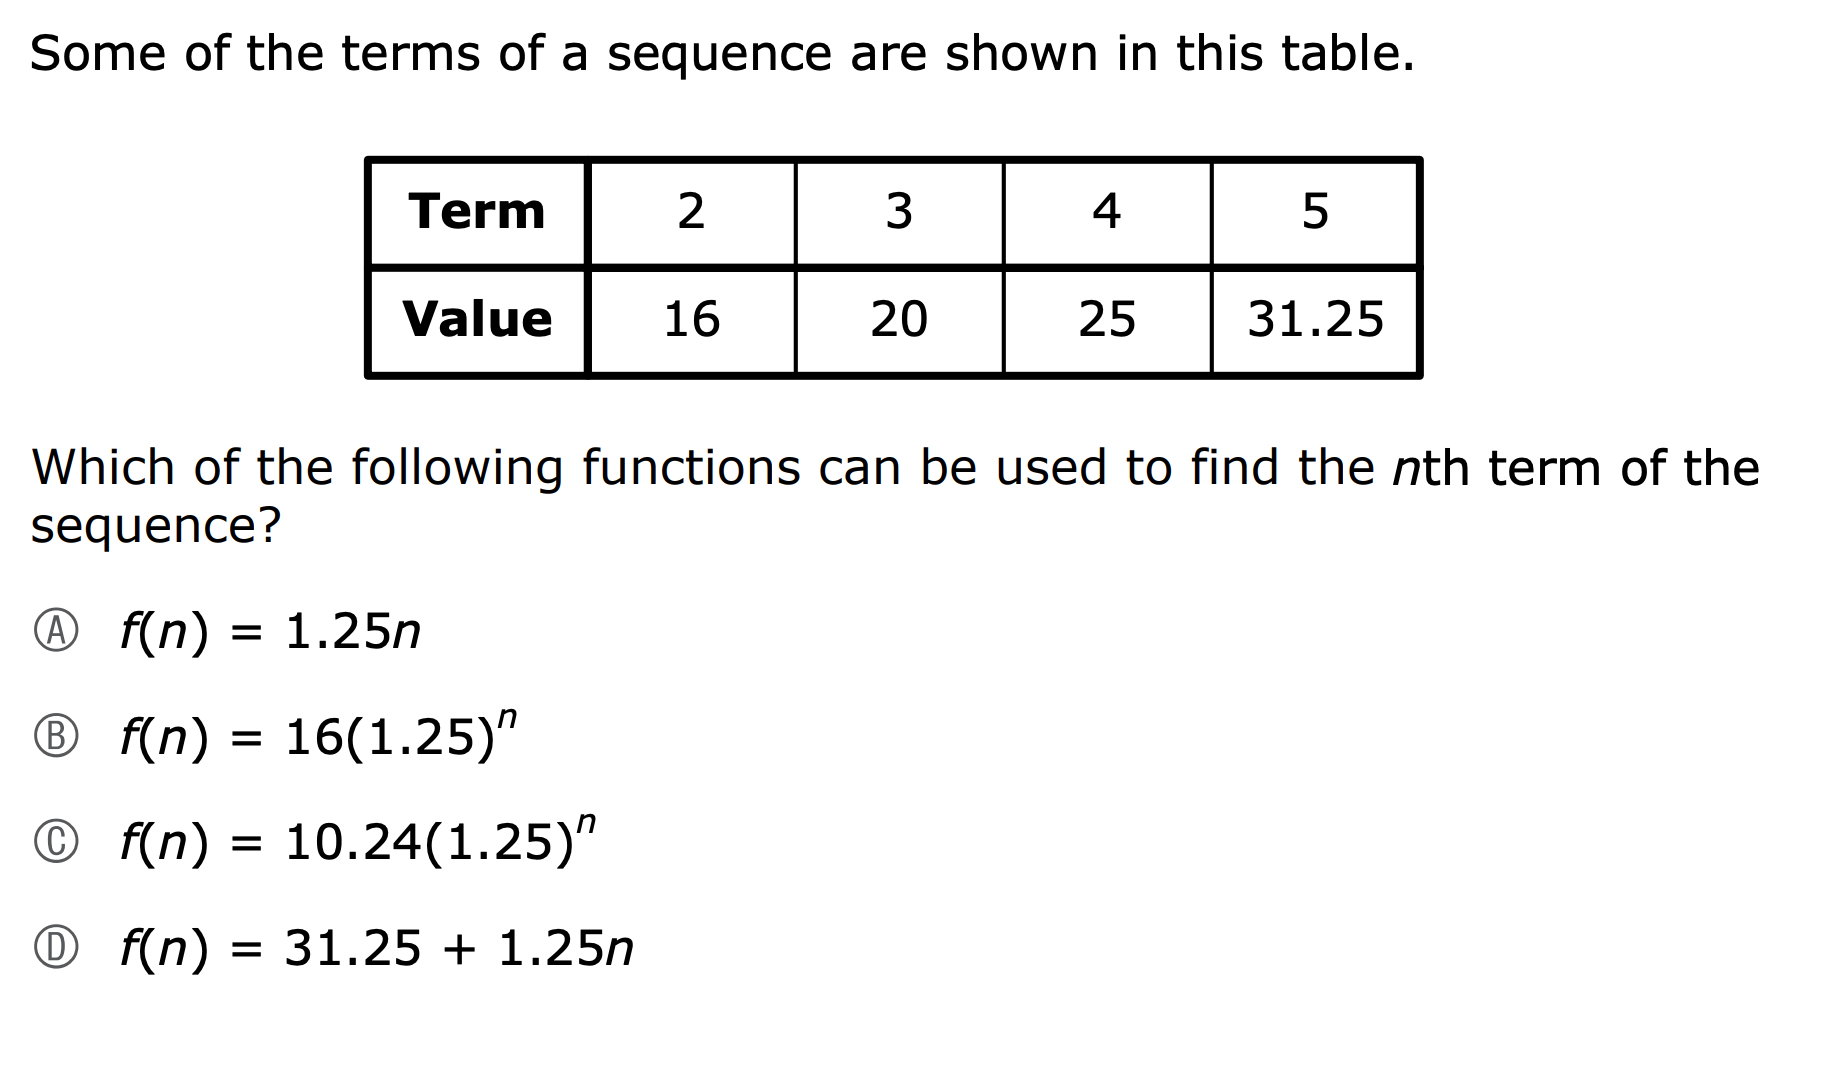 Some of the terms of a sequence are shown in this table.
Term 2 3 4 5
Value 16 20 25 31.25
Which of the following functions can be used to find the nth term of the
sequence?
Ⓐ f(n) = 1.25n
Ⓑ f(n) = 16(1.25)ⁿ
Ⓒ f(n) = 10.24(1.25)ⁿ
Ⓓ f(n) = 31.25 + 1.25n